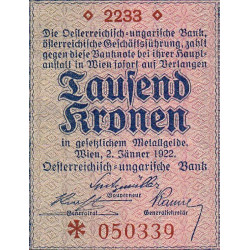 ◇ 2233 ◇
Die Oesterreichisch-ungarische Bank,
österreichische Geschäftsführung, zahlt
gegen diese Banknote bei ihrer Haupt-
anstalt in Wien sofort auf Verlangen
Tausend
Kronen
in gesetzlichem Metallgelde.
Wien, 2. Jänner 1922.
Oesterreichisch-ungarische Bank
Gouverneur
Generalrat Generalsekretär
* 050339